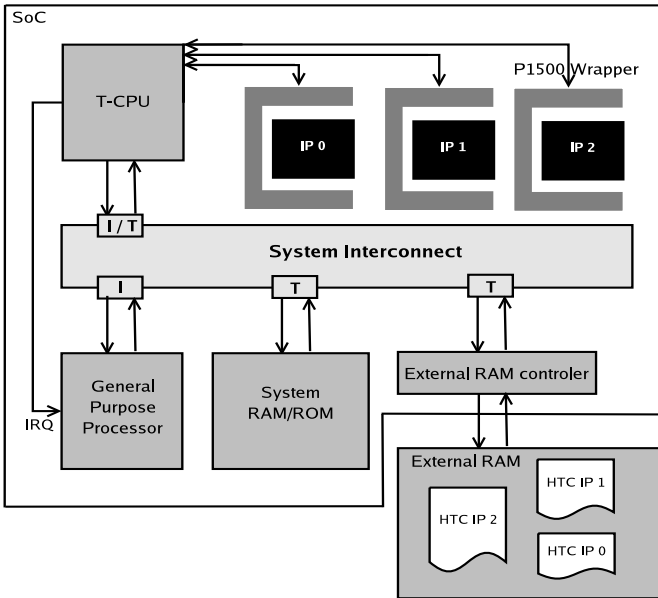 SoC
P1500 Wrapper
T-CPU
IP 0
IP 1
IP 2
I / T
System Interconnect
I
T
T
General
Purpose
Processor
System
RAM/ROM
External RAM controler
IRQ
External RAM
HTC IP 1
HTC IP 2
HTC IP 0